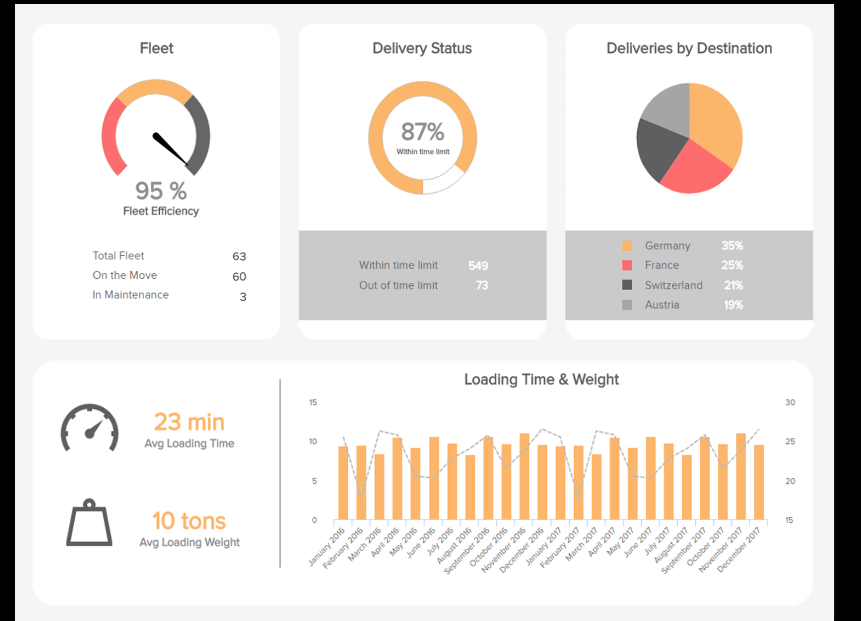 Fleet
95 %
Fleet Efficiency
Total Fleet 63
On the Move 60
In Maintenance 3
Delivery Status
87%
Within time limit
Within time limit 549
Out of time limit 73
Deliveries by Destination
Germany 35%
France 25%
Switzerland 21%
Austria 19%
23 min
Avg Loading Time
10 tons
Avg Loading Weight
Loading Time & Weight
15
10
5
0
30
25
20
15
January 2016
February 2016
March 2016
April 2016
May 2016
June 2016
July 2016
August 2016
September 2016
October 2016
November 2016
December 2016
January 2017
February 2017
March 2017
April 2017
May 2017
June 2017
July 2017
August 2017
September 2017
October 2017
November 2017
December 2017